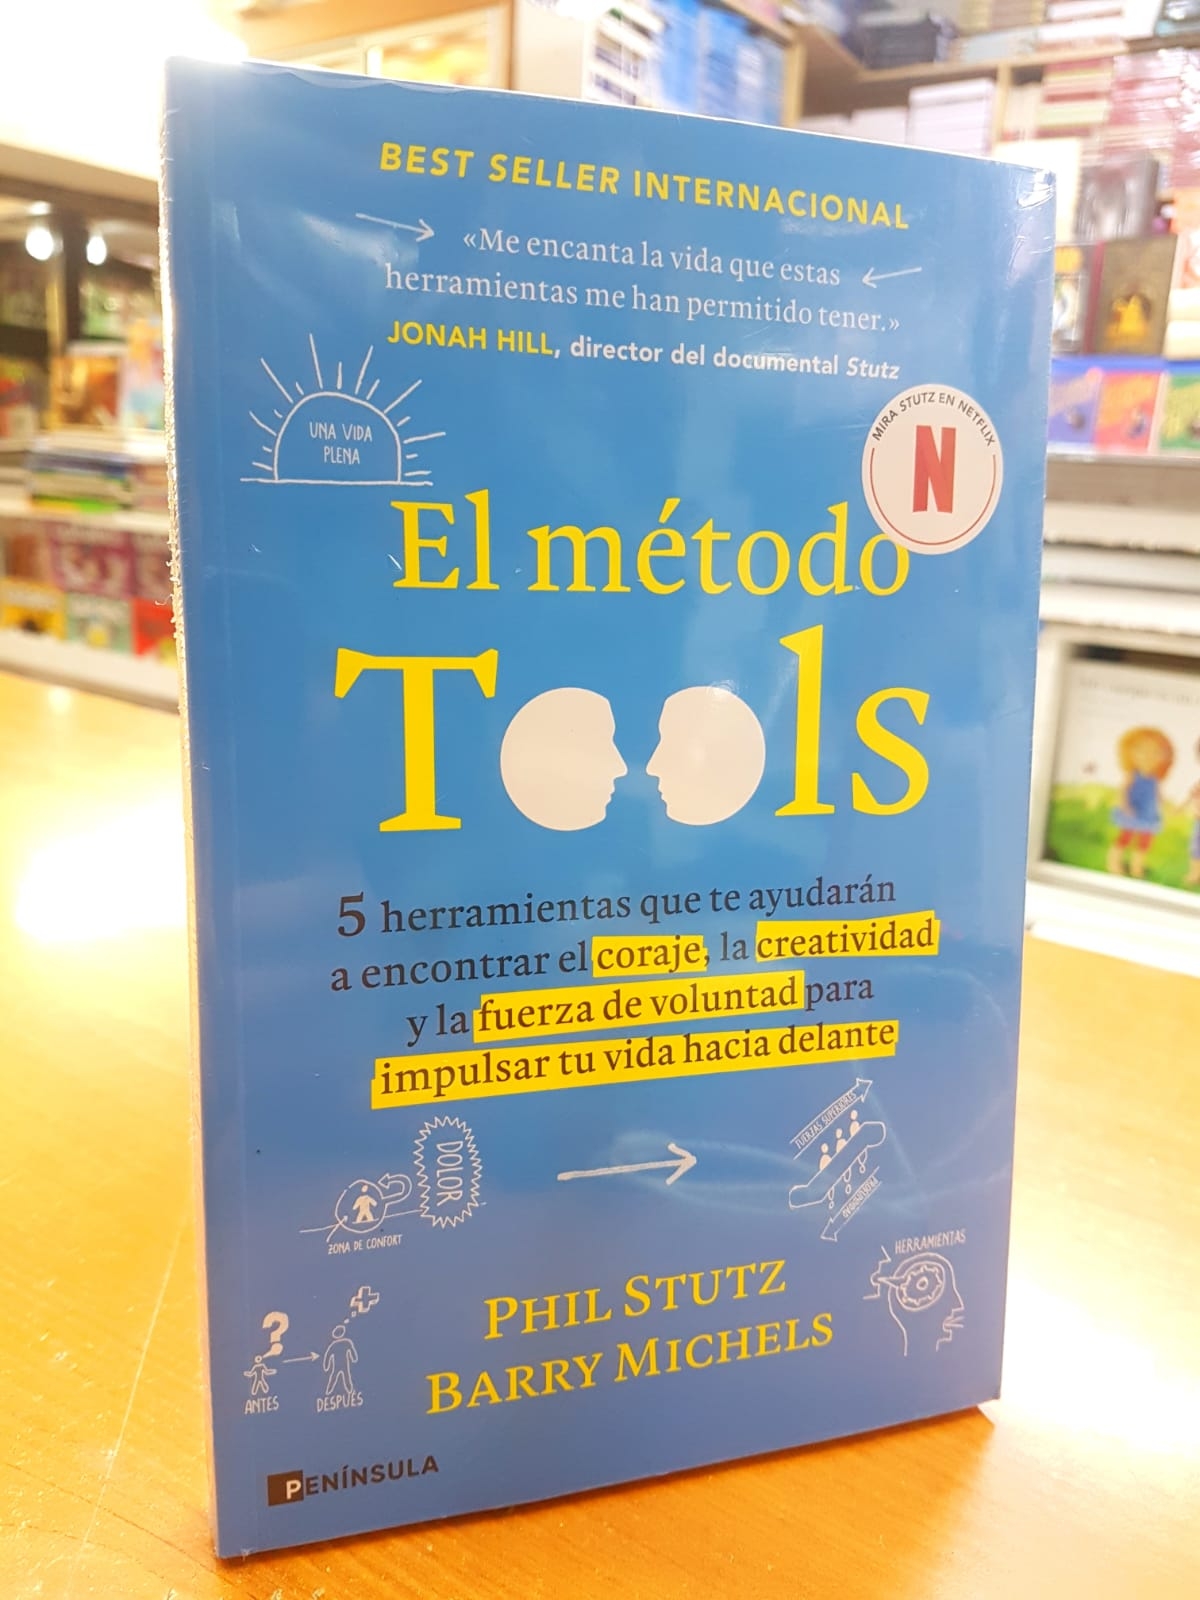 BEST SELLER INTERNACIONAL
«Me encanta la vida que estas
herramientas me han permitido tener.»
JONAH HILL, director del documental Stutz
UNA VIDA
PLENA
MIRA STUTZ EN NETFLIX
N
El método
Tools
5 herramientas que te ayudarán
a encontrar el coraje, la creatividad
y la fuerza de voluntad para
impulsar tu vida hacia delante
DOLOR
ZONA DE CONFORT
FUERZAS SUPERIORES
HERRAMIENTAS
?
ANTES
DESPUÉS
PHIL STUTZ
BARRY MICHELS
PENÍNSULA